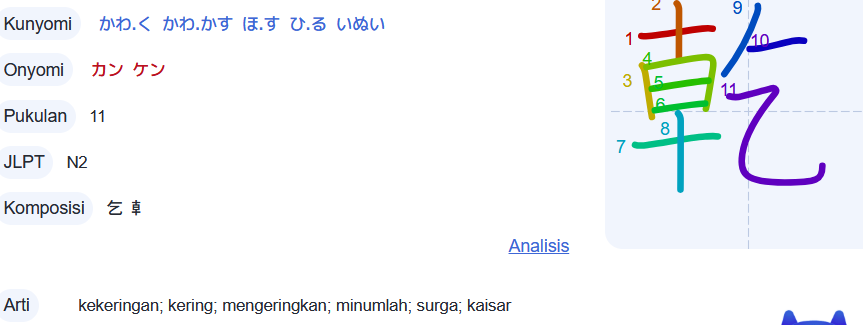 Kunyomi かわ.く かわ.かす ほ.す ひ.る いぬい
Onyomi カン ケン
Pukulan 11
JLPT N2
Komposisi 乞 𠦝
Analisis
Arti kekeringan; kering; mengeringkan; minumlah; surga; kaisar
乾
1
2
3
4
5
6
7
8
9
10
11